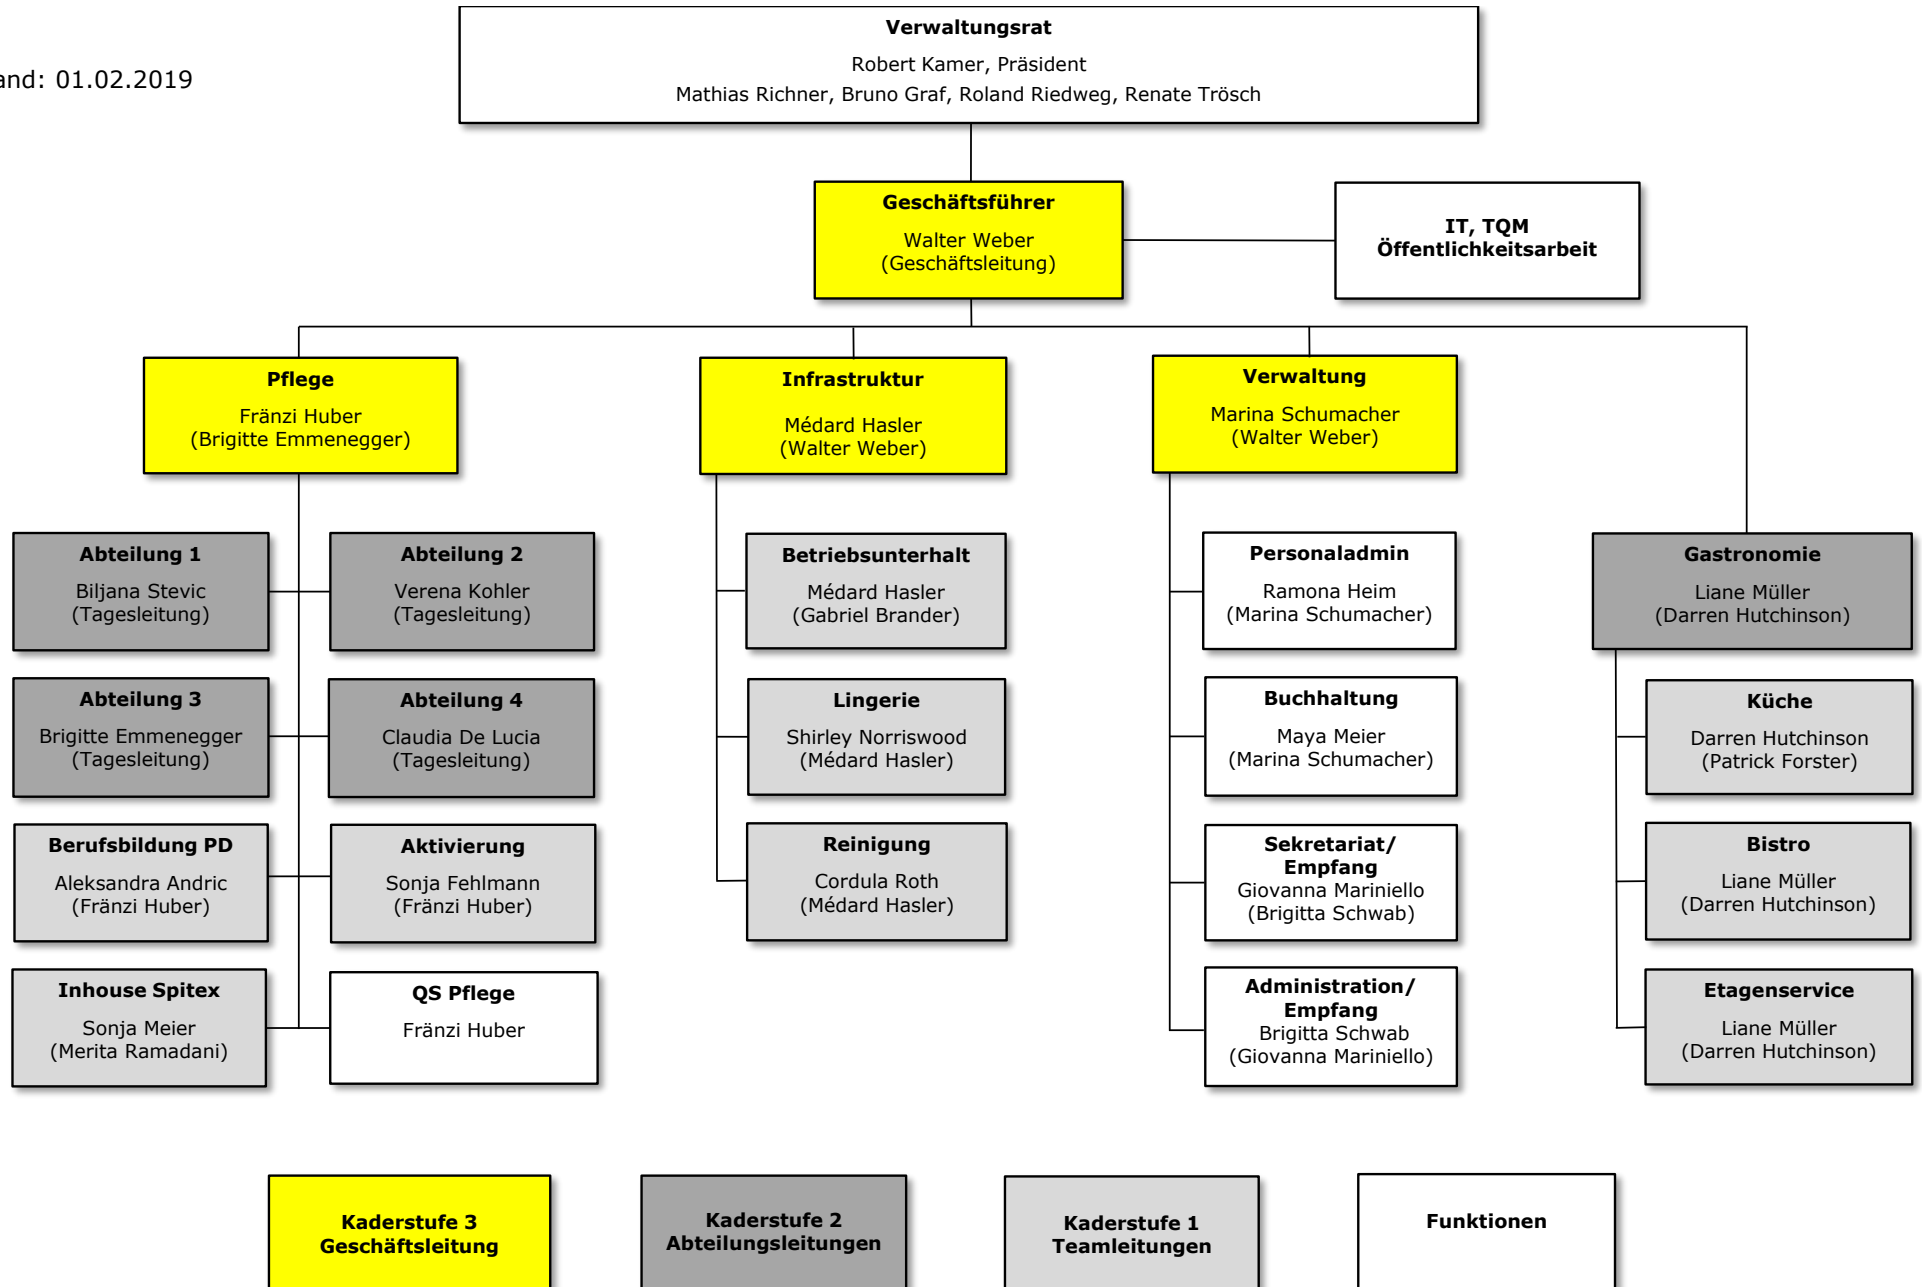 Verwaltungsrat
Robert Kamer, Präsident
Mathias Richner, Bruno Graf, Roland Riedweg, Renate Trösch
and: 01.02.2019
Geschäftsführer
Walter Weber
(Geschäftsleitung)
IT, TQM
Öffentlichkeitsarbeit
Pflege
Fränzi Huber
(Brigitte Emmenegger)
Infrastruktur
Médard Hasler
(Walter Weber)
Verwaltung
Marina Schumacher
(Walter Weber)
Abteilung 1
Biljana Stevic
(Tagesleitung)
Abteilung 2
Verena Kohler
(Tagesleitung)
Betriebsunterhalt
Médard Hasler
(Gabriel Brander)
Personaladmin
Ramona Heim
(Marina Schumacher)
Gastronomie
Liane Müller
(Darren Hutchinson)
Abteilung 3
Brigitte Emmenegger
(Tagesleitung)
Abteilung 4
Claudia De Lucia
(Tagesleitung)
Lingerie
Shirley Norriswood
(Médard Hasler)
Buchhaltung
Maya Meier
(Marina Schumacher)
Küche
Darren Hutchinson
(Patrick Forster)
Berufsbildung PD
Aleksandra Andric
(Fränzi Huber)
Aktivierung
Sonja Fehlmann
(Fränzi Huber)
Reinigung
Cordula Roth
(Médard Hasler)
Sekretariat/
Empfang
Giovanna Mariniello
(Brigitta Schwab)
Bistro
Liane Müller
(Darren Hutchinson)
Inhouse Spitex
Sonja Meier
(Merita Ramadani)
QS Pflege
Fränzi Huber
Administration/
Empfang
Brigitta Schwab
(Giovanna Mariniello)
Etagenservice
Liane Müller
(Darren Hutchinson)
Kaderstufe 3
Geschäftsleitung
Kaderstufe 2
Abteilungsleitungen
Kaderstufe 1
Teamleitungen
Funktionen